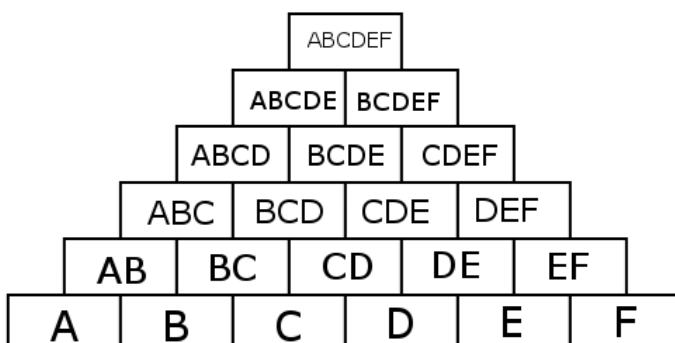 ABCDEF
ABCDE BCDEF
ABCD BCDE CDEF
ABC BCD CDE DEF
AB BC CD DE EF
A B C D E F